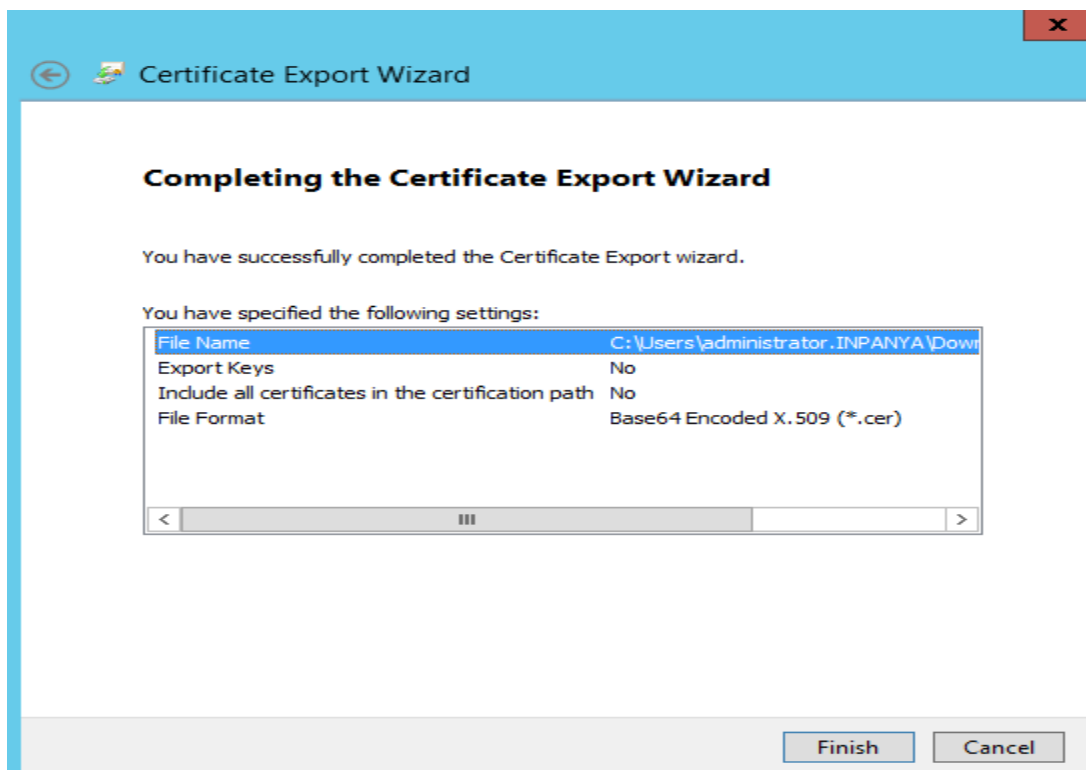 x
Certificate Export Wizard
Completing the Certificate Export Wizard
You have successfully completed the Certificate Export wizard.
You have specified the following settings:
File Name C:\Users\administrator.INPANYA\Down
Export Keys No
Include all certificates in the certification path No
File Format Base64 Encoded X.509 (*.cer)
Finish Cancel